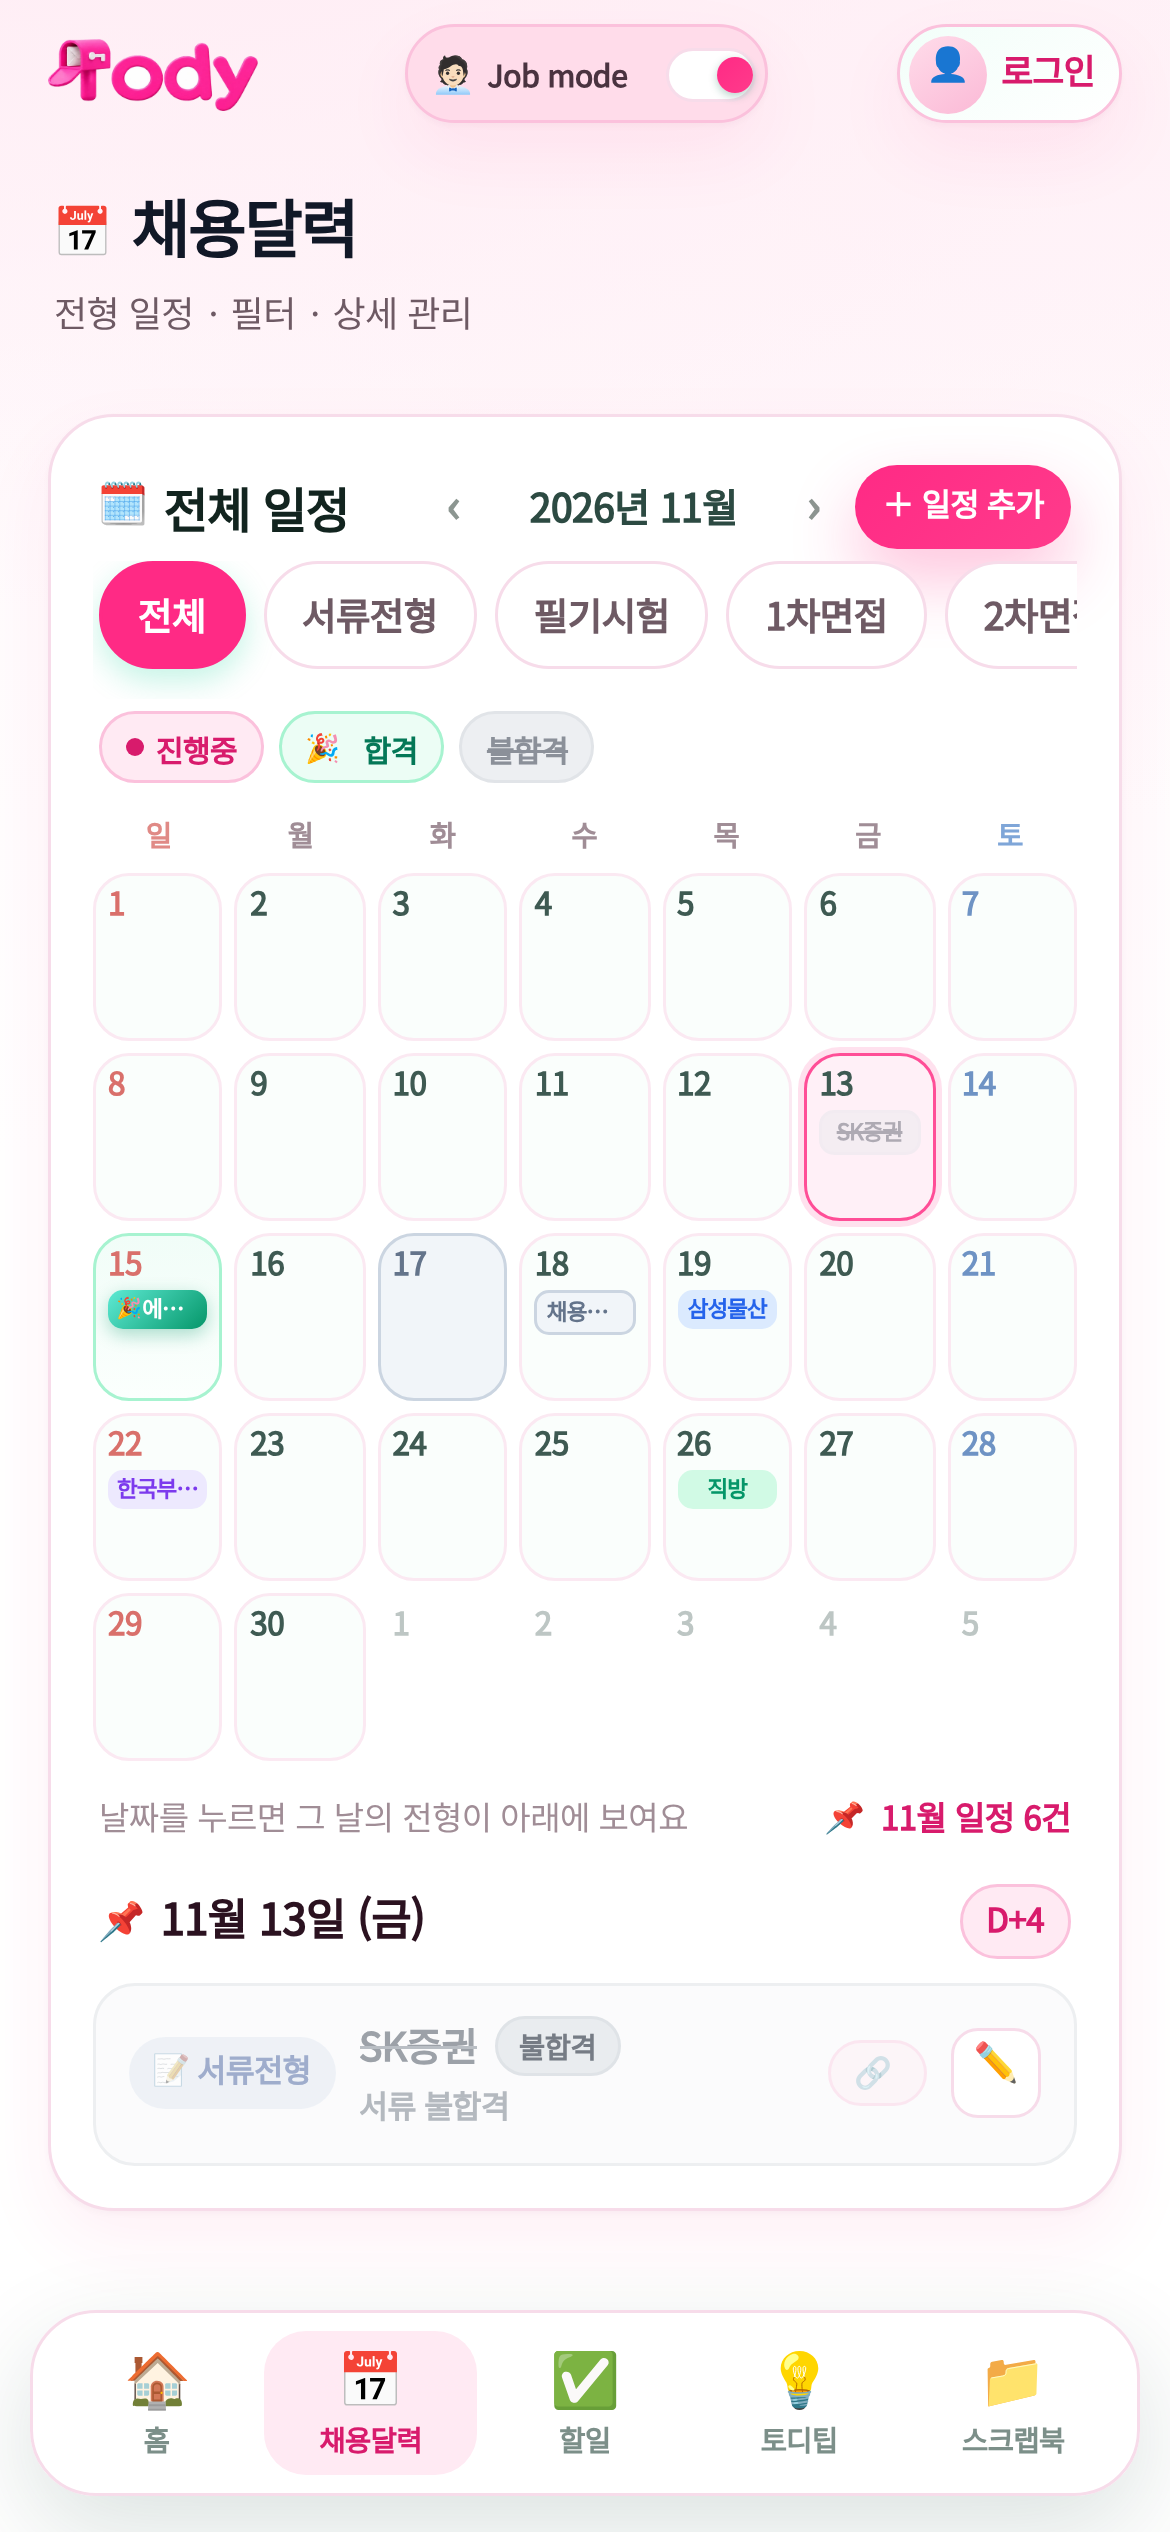 Tody
Job mode
로그인
채용달력
전형 일정 · 필터 · 상세 관리
전체 일정
‹ 2026년 11월 ›
+ 일정 추가
전체 서류전형 필기시험 1차면접 2차면접
진행중 합격 불합격
일 월 화 수 목 금 토
1 2 3 4 5 6 7
8 9 10 11 12 13 14
SK증권
15 16 17 18 19 20 21
에… 채용… 삼성물산
22 23 24 25 26 27 28
한국부… 직방
29 30 1 2 3 4 5
날짜를 누르면 그 날의 전형이 아래에 보여요
11월 일정 6건
11월 13일 (금)
D+4
서류전형
SK증권 불합격
서류 불합격
July
17
홈 채용달력 할일 토디팁 스크랩북